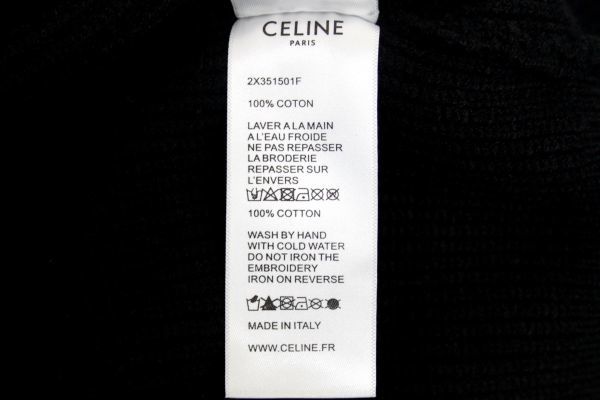 CELINE
PARIS
2X351501F
100% COTON
LAVER A LA MAIN
A L'EAU FROIDE
NE PAS REPASSER
LA BRODERIE
REPASSER SUR
L'ENVERS
100% COTTON
WASH BY HAND
WITH COLD WATER
DO NOT IRON THE
EMBROIDERY
IRON ON REVERSE
MADE IN ITALY
WWW.CELINE.FR